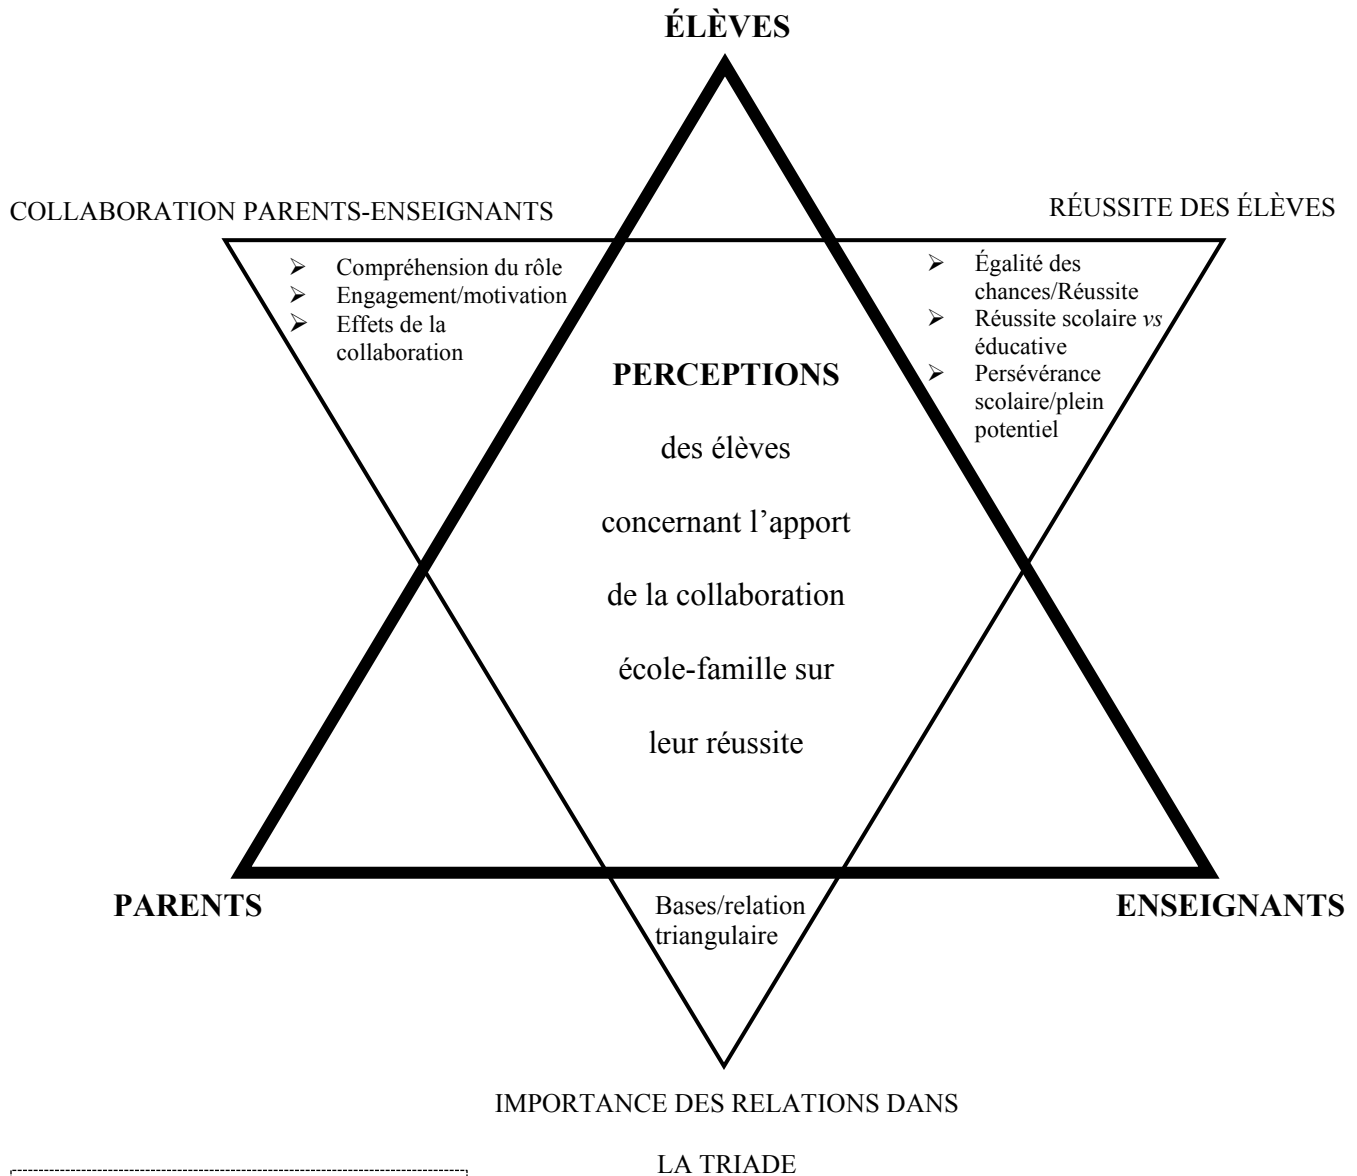 ÉLÈVES
COLLABORATION PARENTS-ENSEIGNANTS
RÉUSSITE DES ÉLÈVES
➢ Compréhension du rôle
➢ Engagement/motivation
➢ Effets de la
collaboration
➢ Égalité des
chances/Réussite
➢ Réussite scolaire vs
éducative
➢ Persévérance
scolaire/plein
potentiel
PERCEPTIONS
des élèves
concernant l’apport
de la collaboration
école-famille sur
leur réussite
PARENTS
ENSEIGNANTS
Bases/relation
triangulaire
IMPORTANCE DES RELATIONS DANS
LA TRIADE